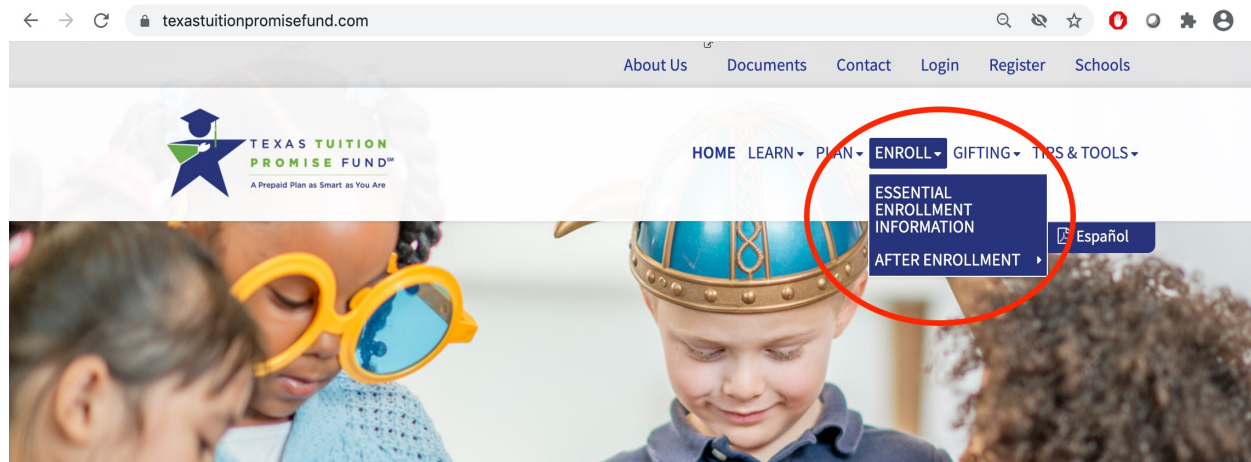 texastuitionpromisefund.com
About Us Documents Contact Login Register Schools
TEXAS TUITION
PROMISE FUND℠
A Prepaid Plan as Smart as You Are
HOME LEARN PLAN ENROLL GIFTING TIPS & TOOLS
ESSENTIAL
ENROLLMENT
INFORMATION
AFTER ENROLLMENT
Español